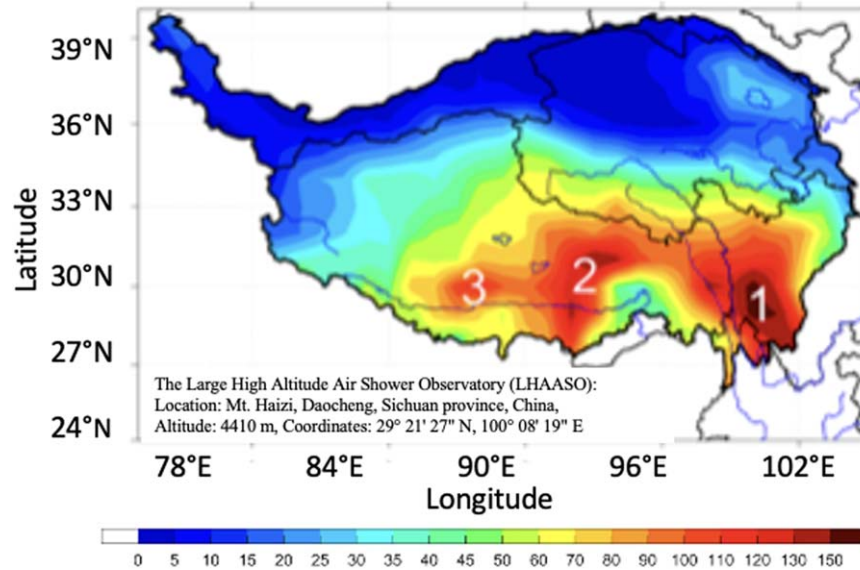 39°N
36°N
33°N
30°N
27°N
24°N
Latitude
3
2
1
The Large High Altitude Air Shower Observatory (LHAASO):
Location: Mt. Haizi, Daocheng, Sichuan province, China,
Altitude: 4410 m, Coordinates: 29° 21' 27" N, 100° 08' 19" E
78°E 84°E 90°E 96°E 102°E
Longitude
0 5 10 15 20 25 35 40 45 50 60 70 80 90 100 110 130 150